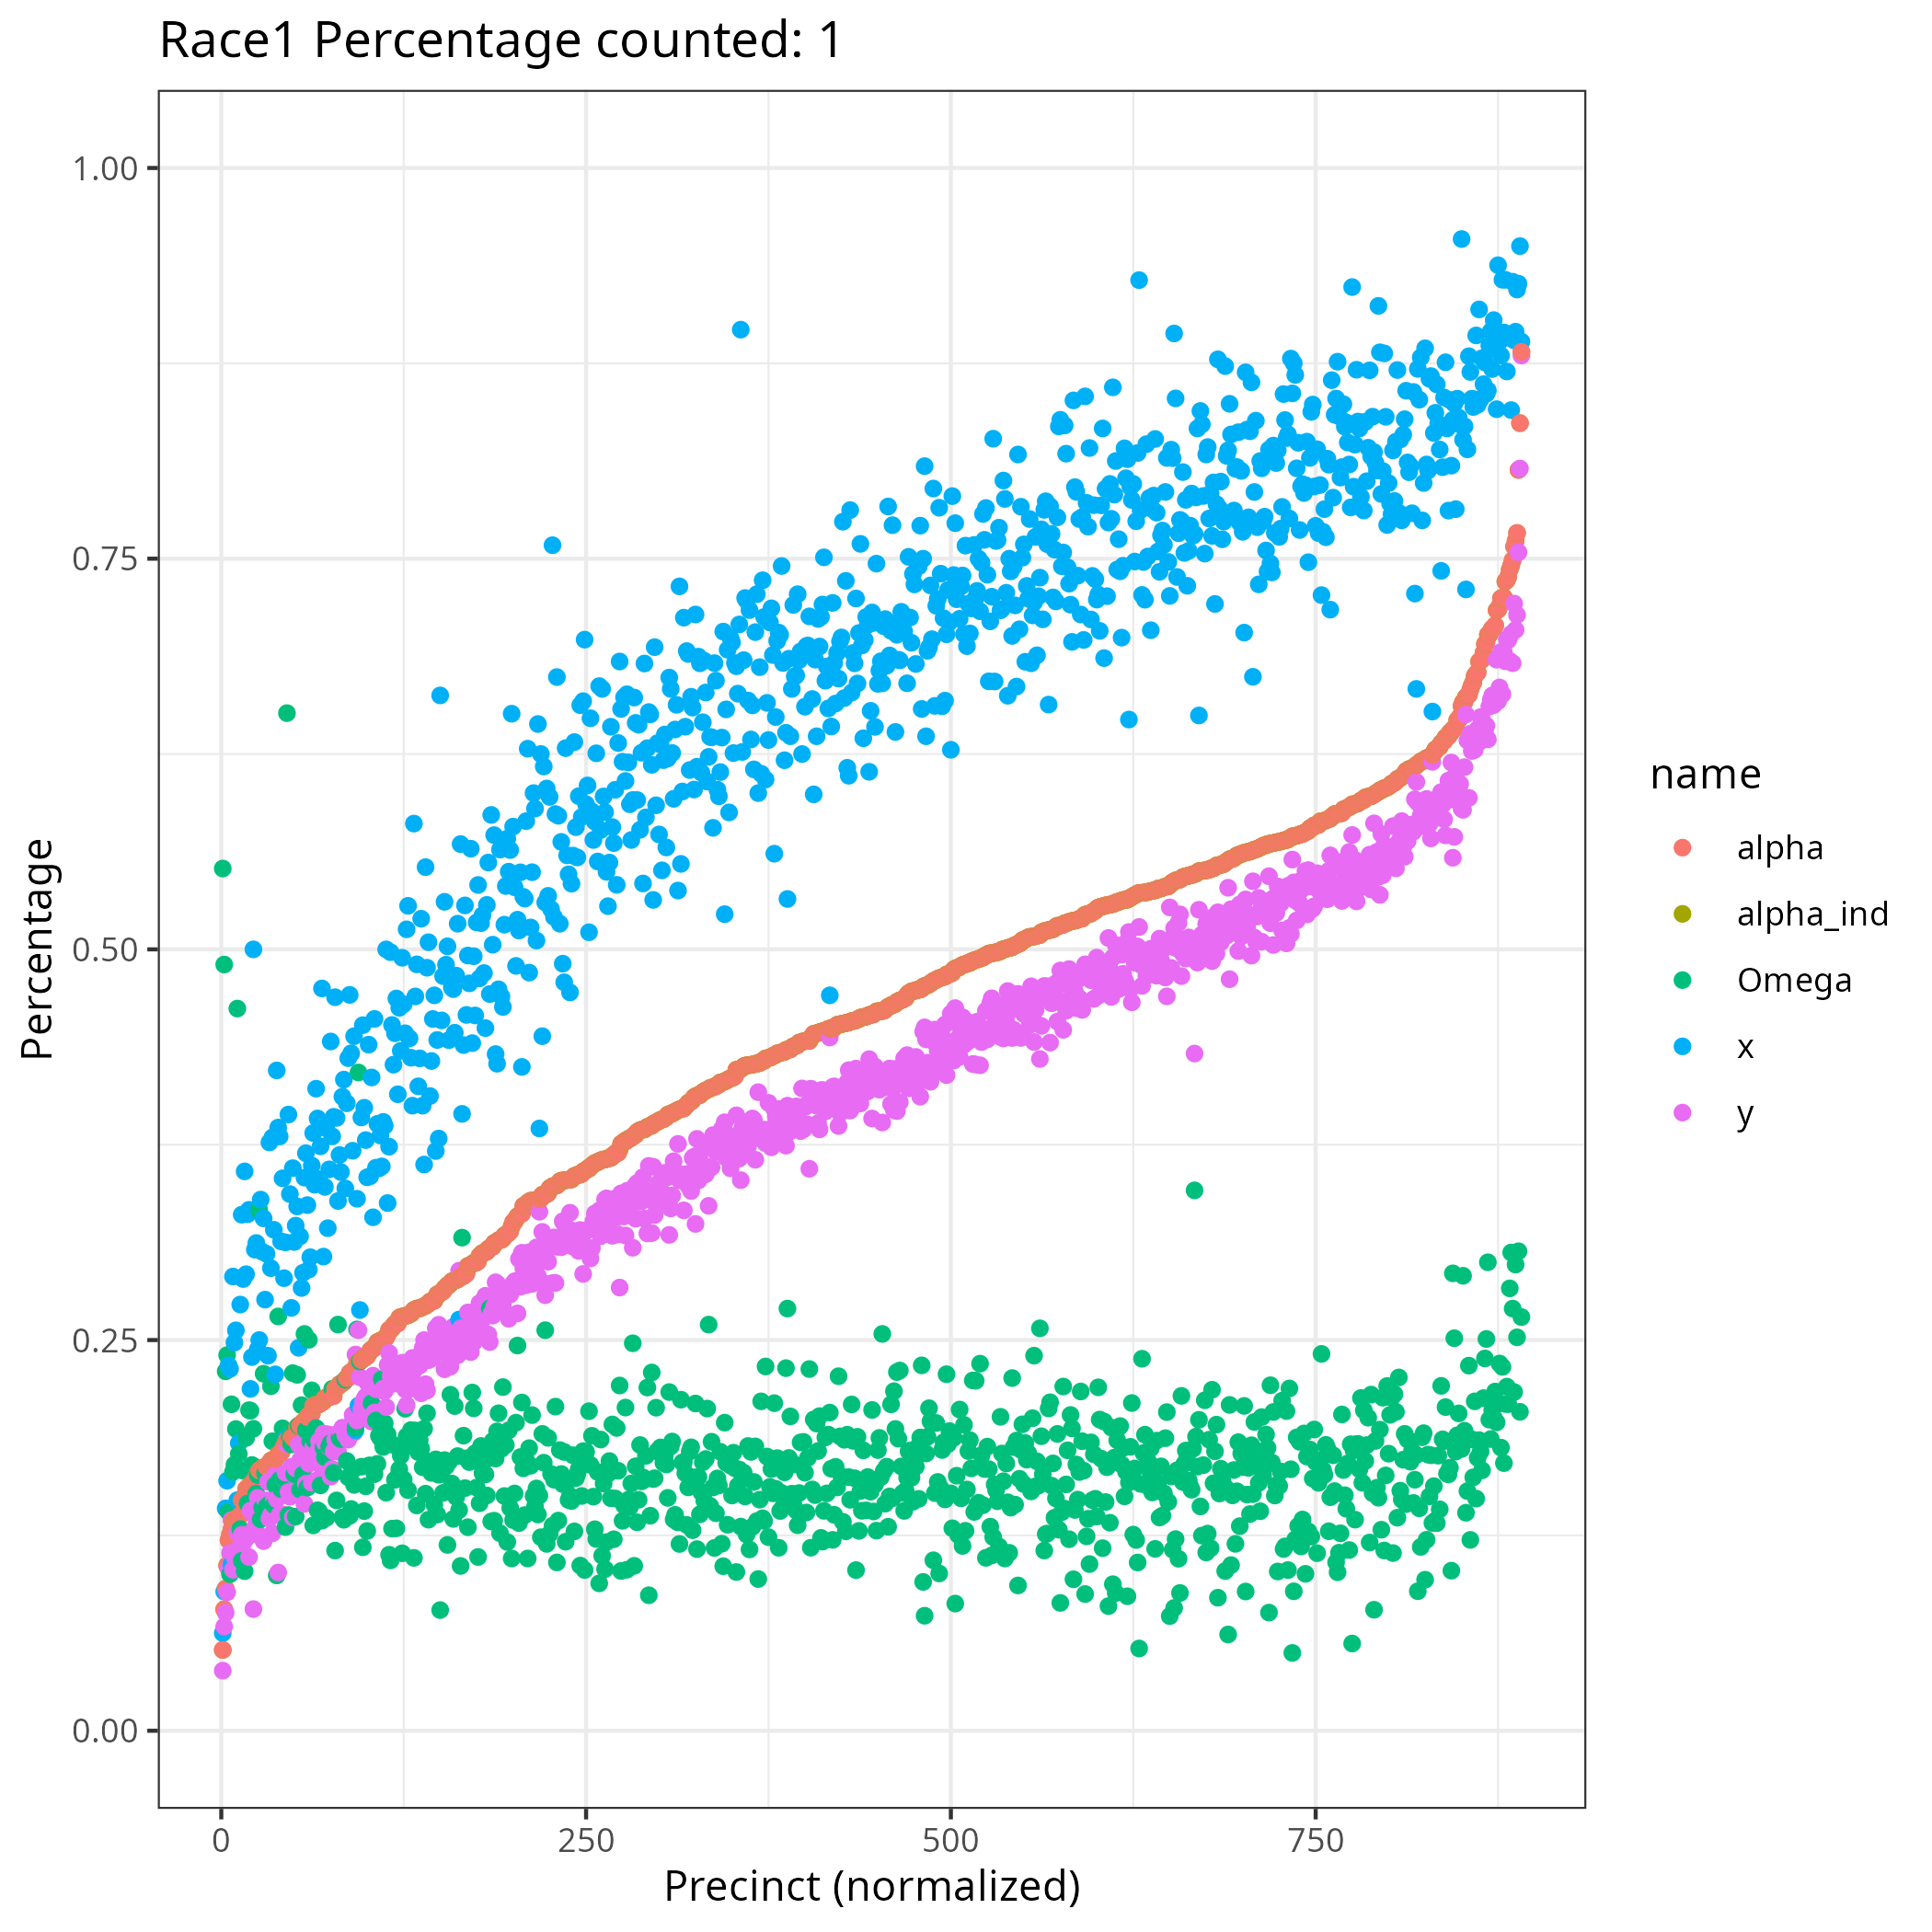 Race1 Percentage counted: 1
1.00
0.75
0.50
0.25
0.00
Percentage
0 250 500 750
Precinct (normalized)
name
alpha
alpha_ind
Omega
x
y